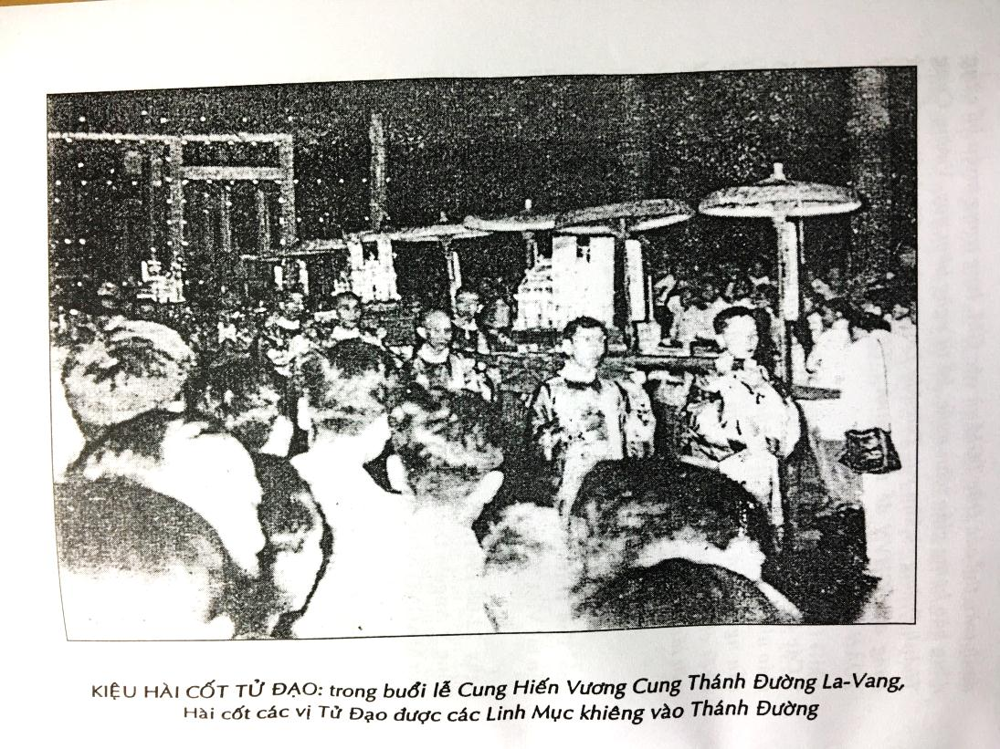 KIỆU HÀI CỐT TỬ ĐẠO: trong buổi lễ Cung Hiến Vương Cung Thánh Đường La-Vang,
Hài cốt các vị Tử Đạo được các Linh Mục khiêng vào Thánh Đường